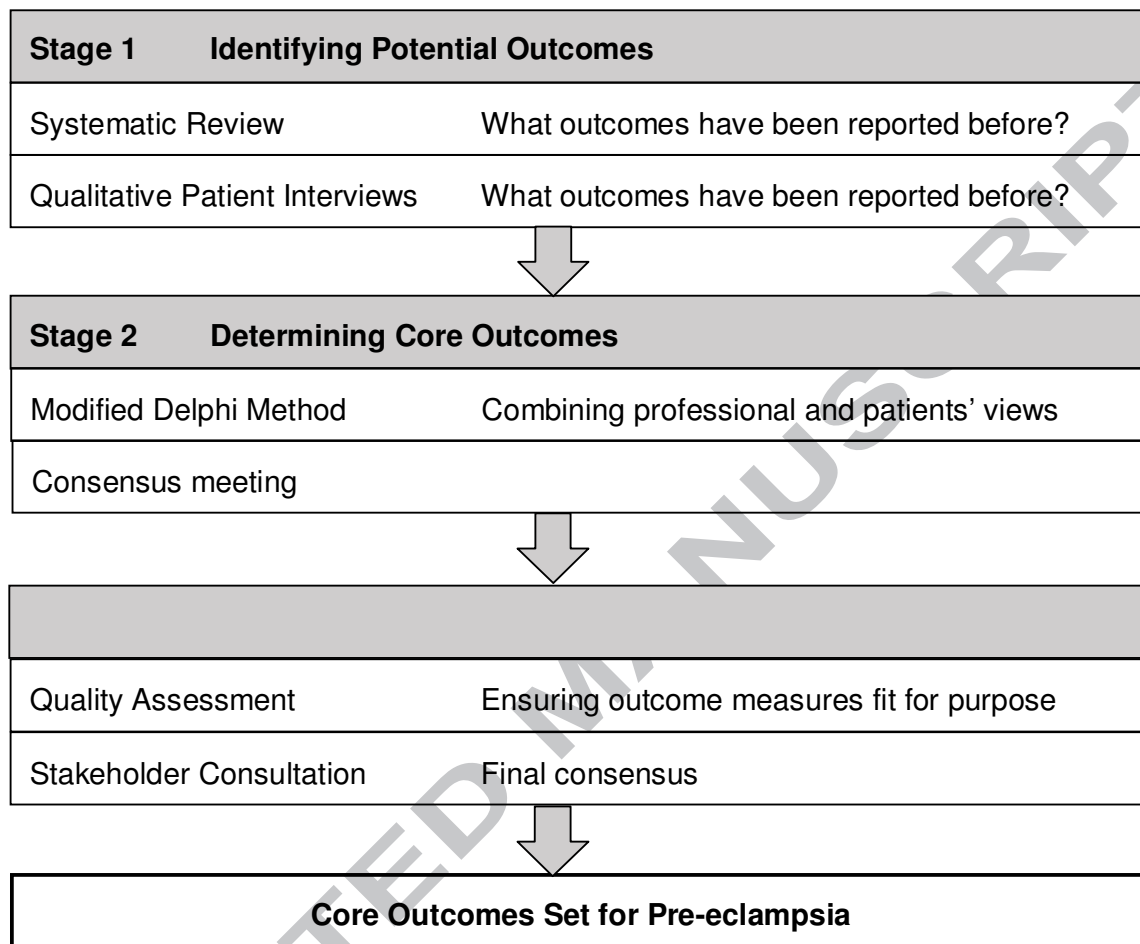 Stage 1 Identifying Potential Outcomes
Systematic Review What outcomes have been reported before?
Qualitative Patient Interviews What outcomes have been reported before?
Stage 2 Determining Core Outcomes
Modified Delphi Method Combining professional and patients’ views
Consensus meeting
Quality Assessment Ensuring outcome measures fit for purpose
Stakeholder Consultation Final consensus
Core Outcomes Set for Pre-eclampsia
TED MANUSCRIPT